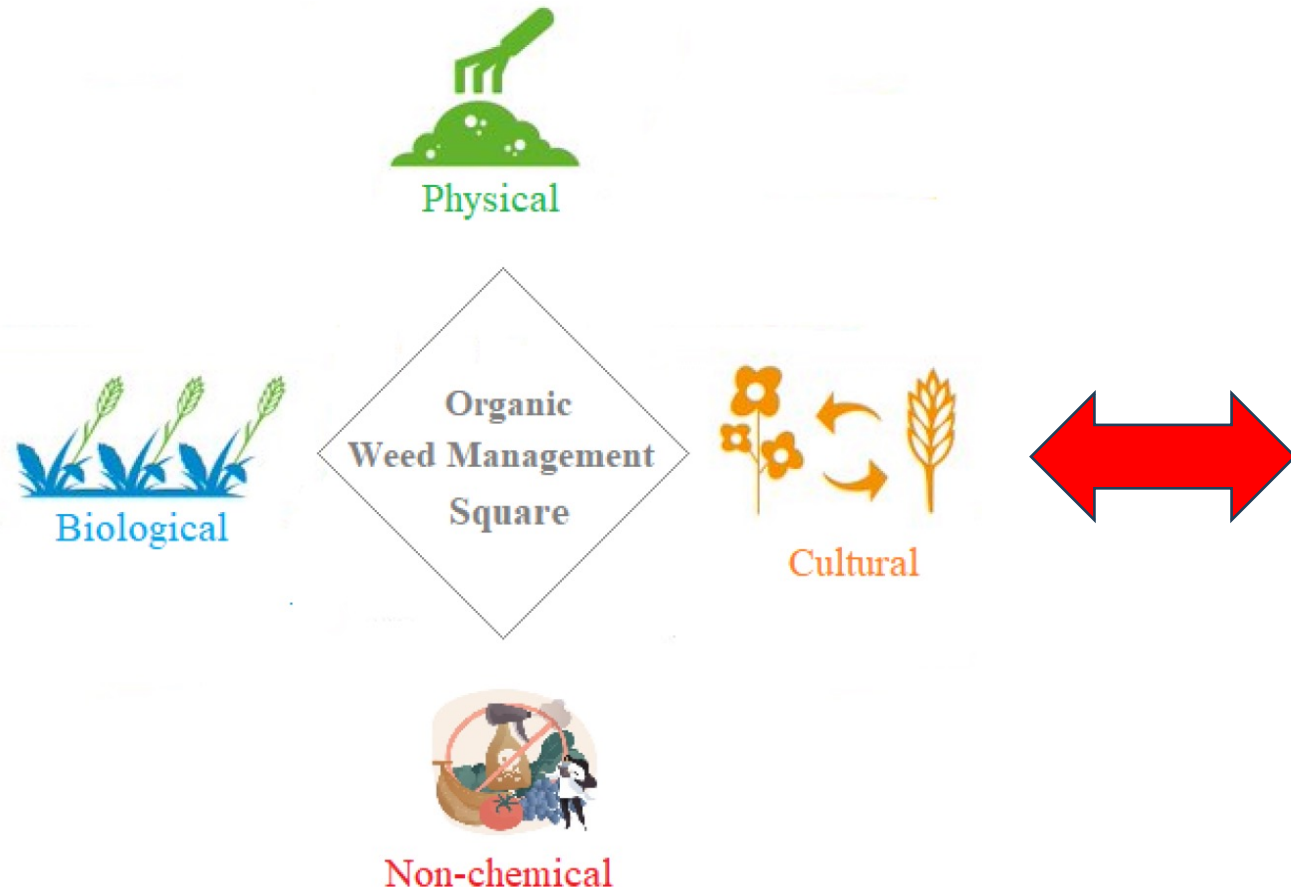 Physical
Organic
Weed Management
Square
Biological
Cultural
Non-chemical